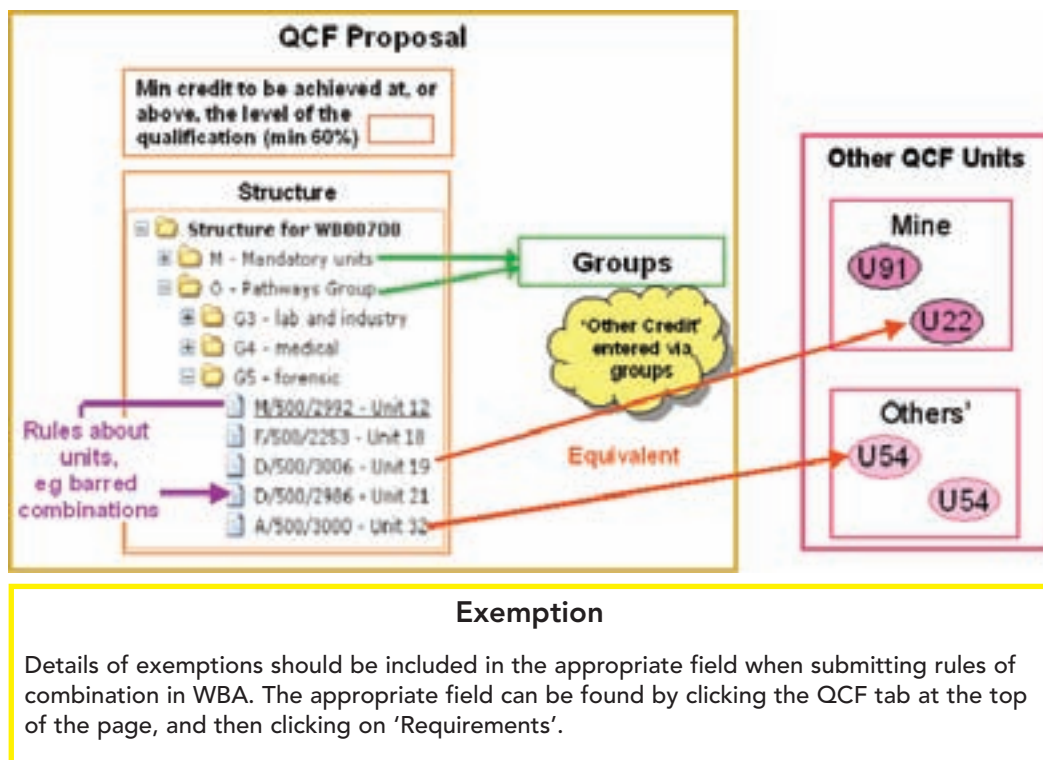 QCF Proposal
Min credit to be achieved at, or
above, the level of the
qualification (min 60%)
Structure
Structure for WB00700
M - Mandatory units
O - Pathways Group
G3 - lab and industry
G4 - medical
G5 - forensic
M/500/2992 - Unit 12
F/500/2253 - Unit 18
D/500/3006 - Unit 19
D/500/2986 - Unit 21
A/500/3000 - Unit 32
Rules about
units,
eg barred
combinations
Groups
'Other Credit'
entered via
groups
Equivalent
Other QCF Units
Mine
U91
U22
Others'
U54
U54
Exemption
Details of exemptions should be included in the appropriate field when submitting rules of
combination in WBA. The appropriate field can be found by clicking the QCF tab at the top
of the page, and then clicking on 'Requirements'.